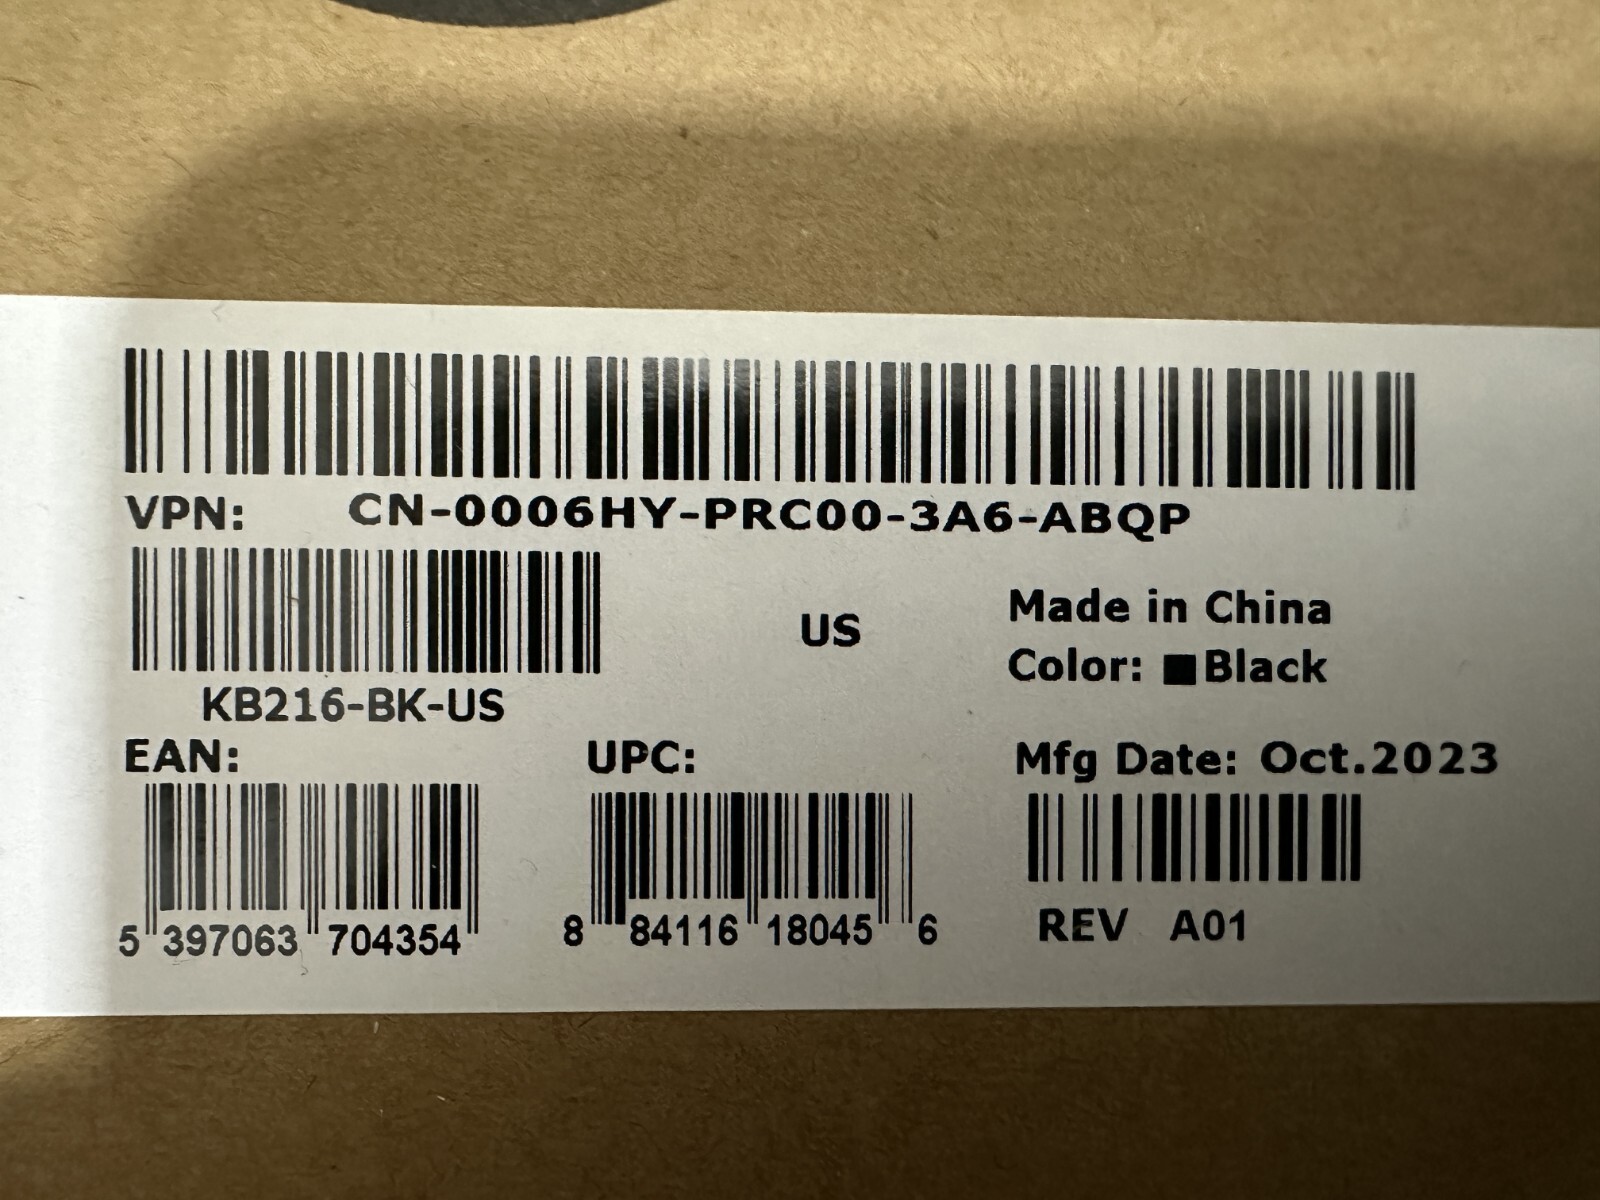 VPN: CN-0006HY-PRC00-3A6-ABQP
US
Made in China
Color: ■Black
KB216-BK-US
EAN:
UPC:
Mfg Date: Oct.2023
5 397063 704354
8 84116 18045 6
REV A01